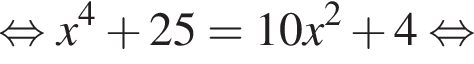 ⇔ x⁴ + 25 = 10x² + 4 ⇔